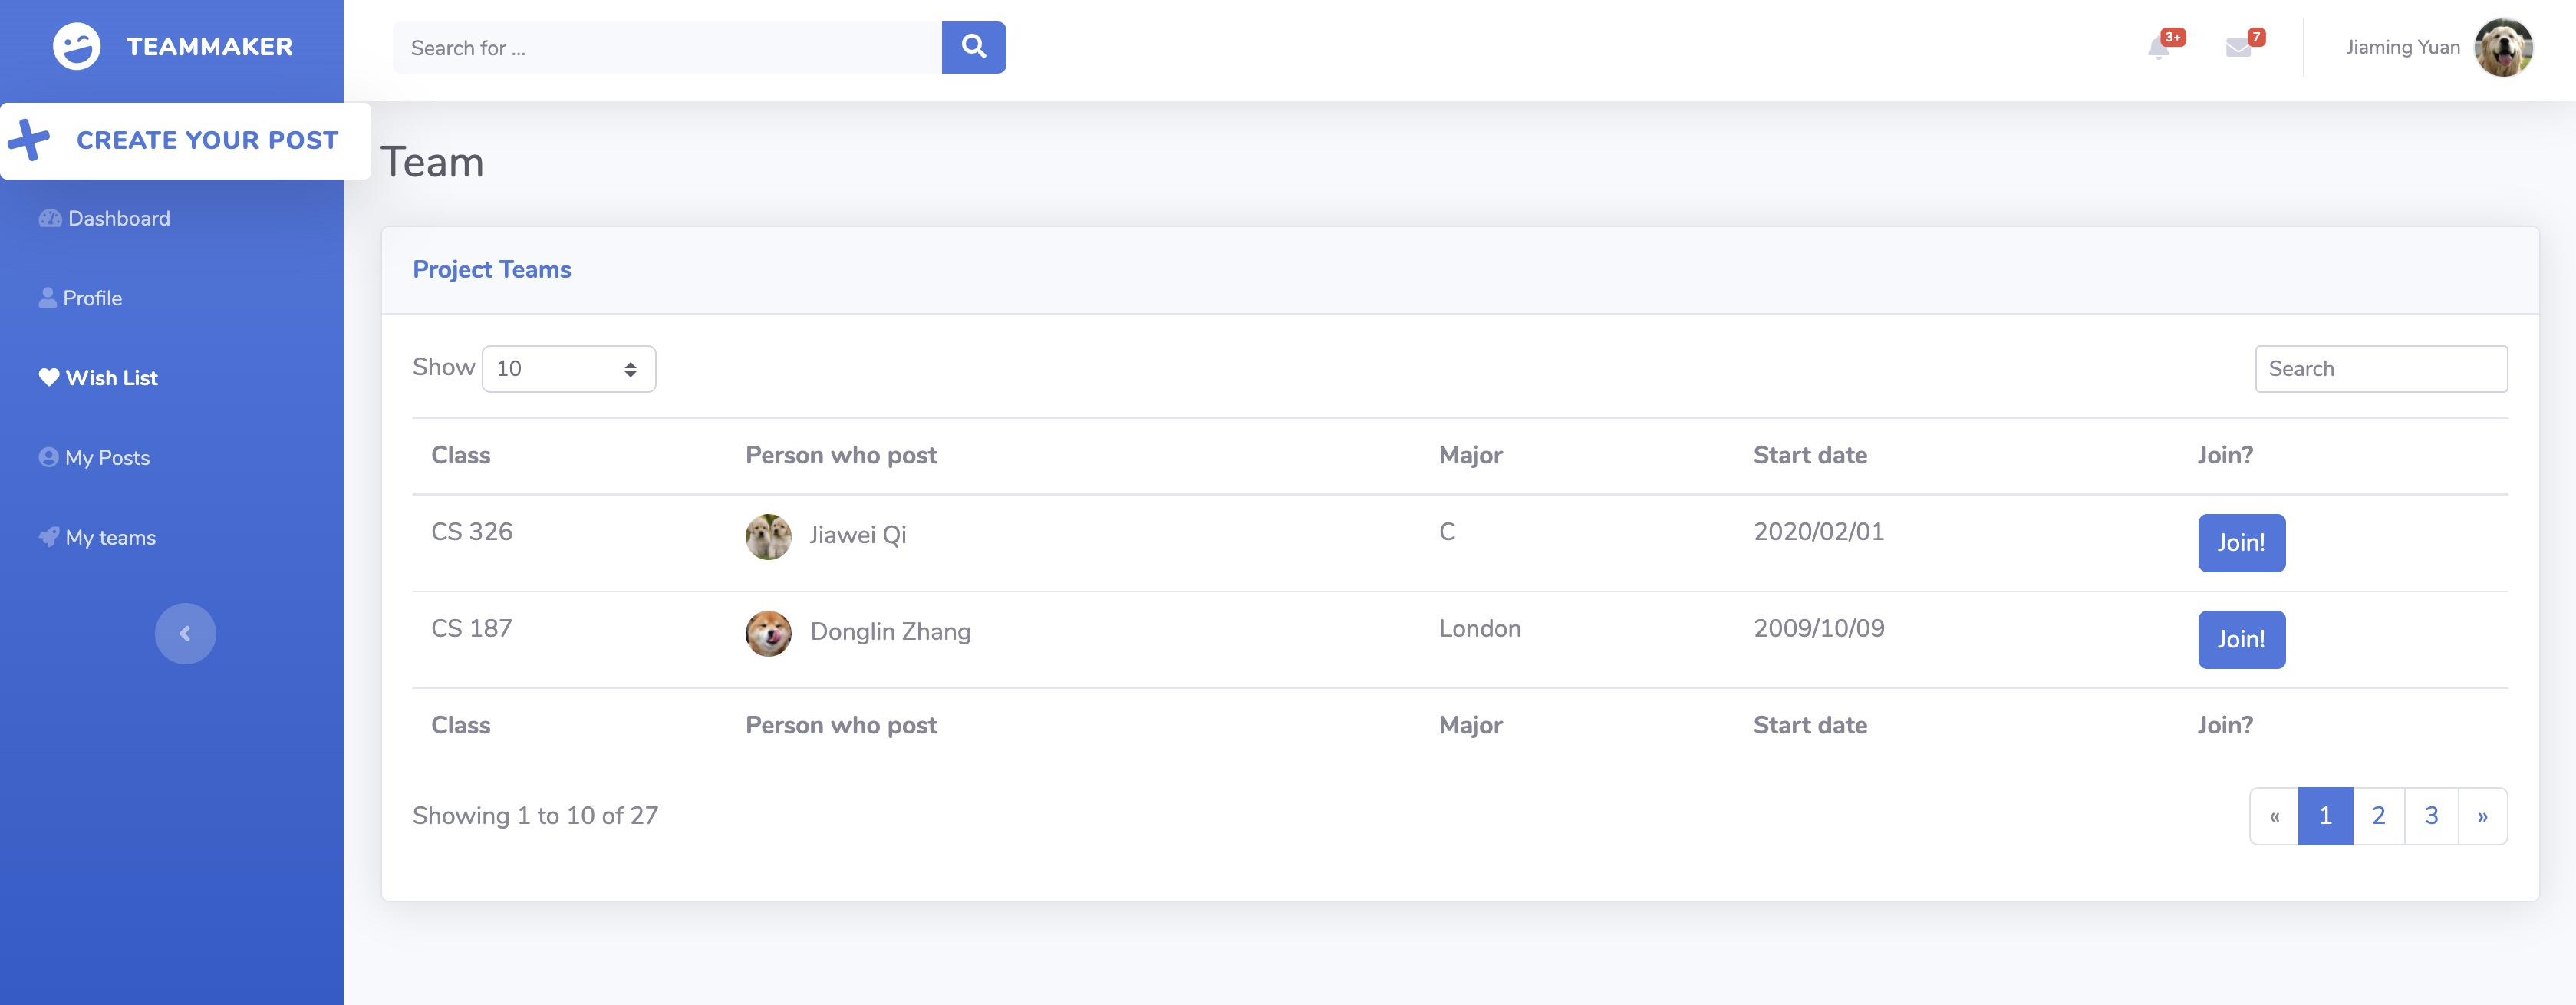 TEAMMAKER
Search for ...
3+
7
Jiaming Yuan
CREATE YOUR POST
Team
Dashboard
Profile
Wish List
My Posts
My teams
Project Teams
Show 10
Search
Class Person who post Major Start date Join?
CS 326 Jiawei Qi C 2020/02/01 Join!
CS 187 Donglin Zhang London 2009/10/09 Join!
Class Person who post Major Start date Join?
Showing 1 to 10 of 27
« 1 2 3 »